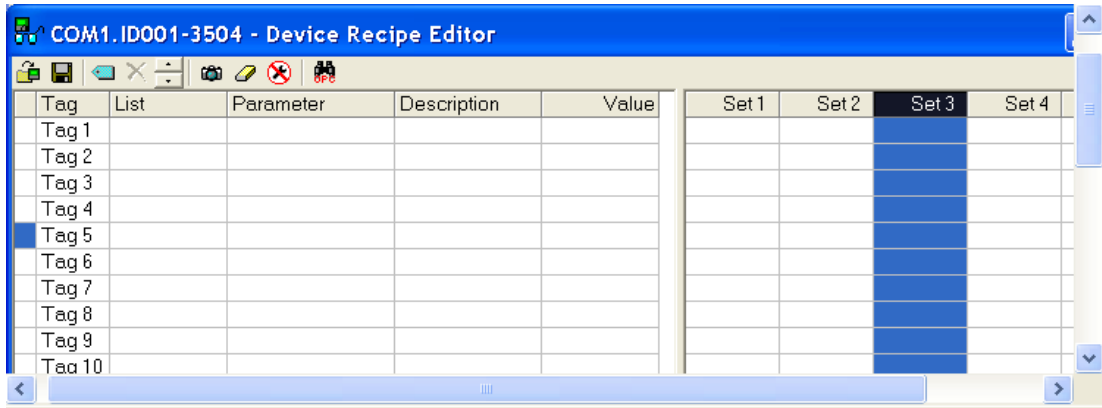 COM1.ID001-3504 - Device Recipe Editor
OPC
Tag List Parameter Description Value Set 1 Set 2 Set 3 Set 4
Tag 1
Tag 2
Tag 3
Tag 4
Tag 5
Tag 6
Tag 7
Tag 8
Tag 9
Tag 10